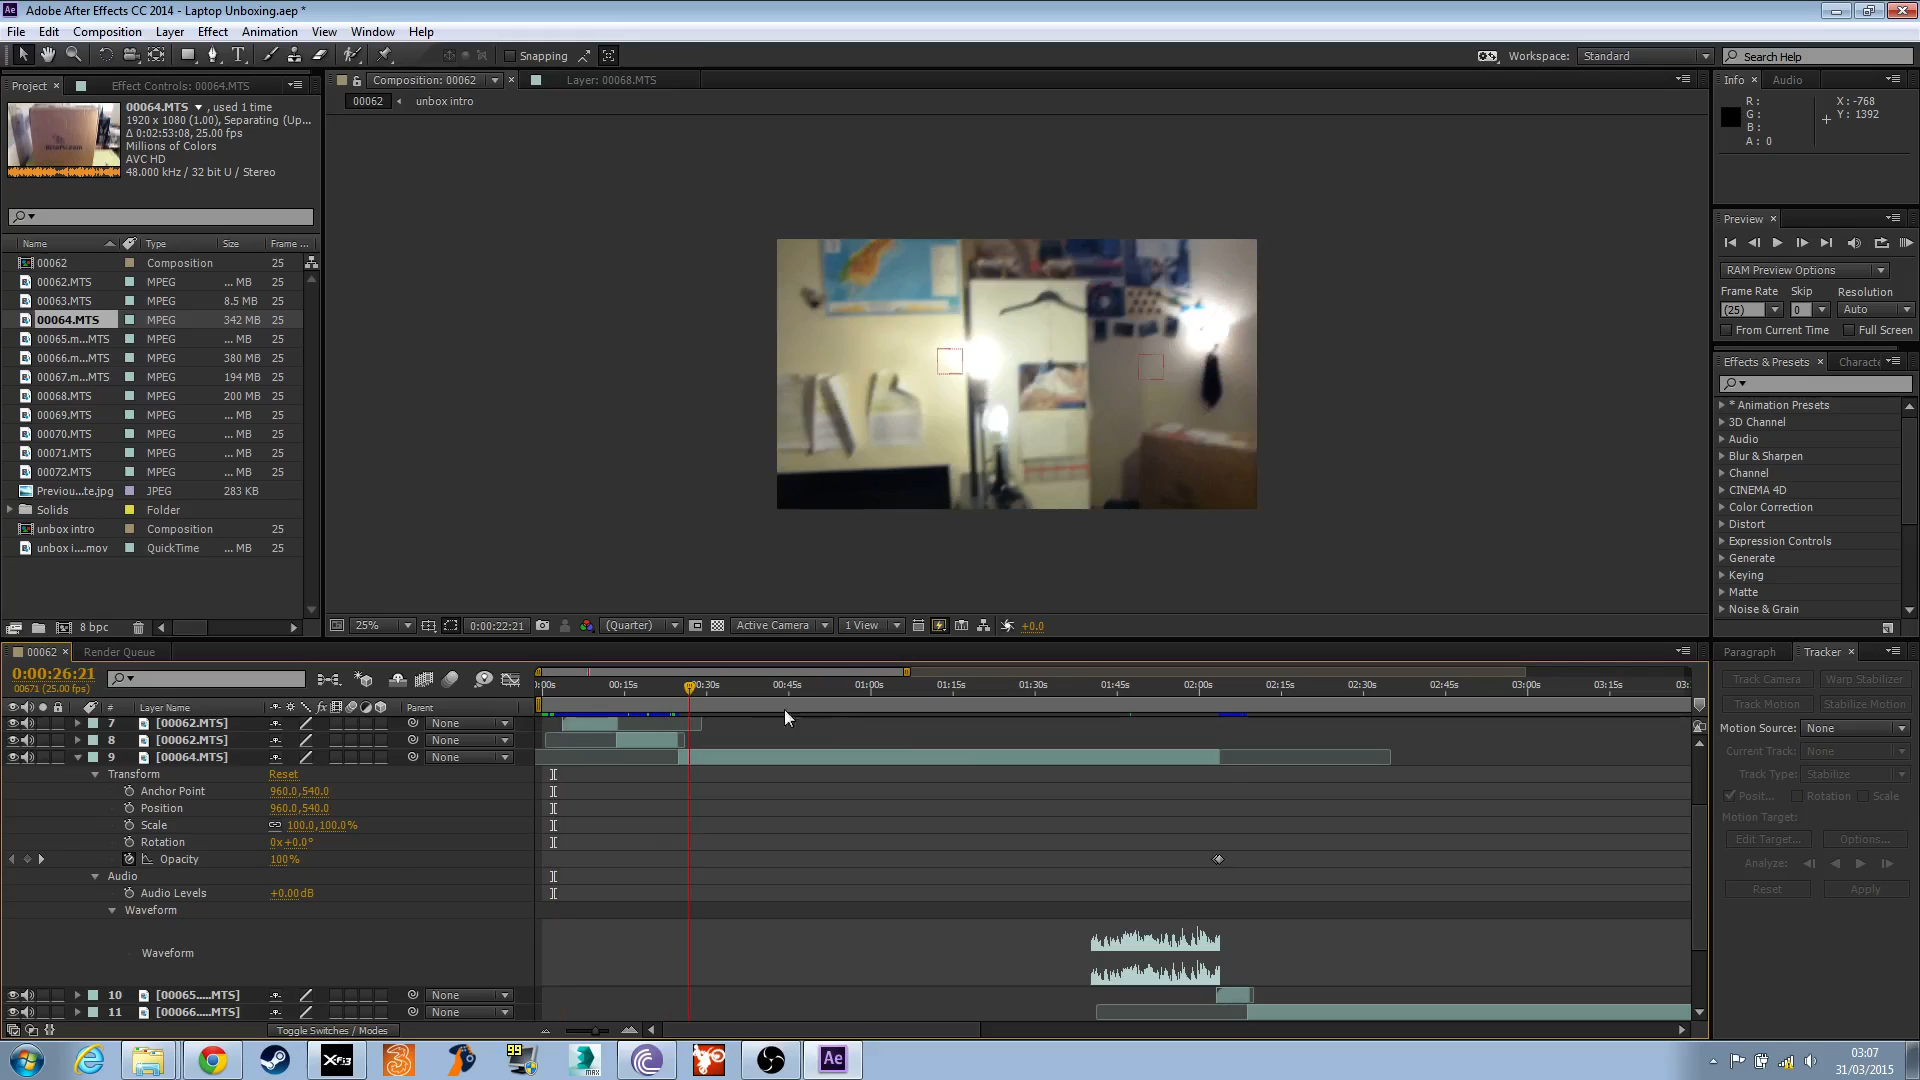 Adobe After Effects CC 2014 - Laptop Unboxing.aep *
File Edit Composition Layer Effect Animation View Window Help
Snapping
Workspace: Standard
Search Help
Project × Effect Controls: 00064.MTS
Composition: 00062 × Layer: 00068.MTS
Info × Audio
00062 unbox intro
00064.MTS , used 1 time
1920 x 1080 (1.00), Separating (Up...
Δ 0:02:53:08, 25.00 fps
Millions of Colors
AVC HD
48.000 kHz / 32 bit U / Stereo
R :
G :
B :
A : 0
X : -768
Y : 1392
Preview ×
RAM Preview Options
Frame Rate Skip Resolution
(25) 0 Auto
From Current Time Full Screen
Name Type Size Frame ...
00062 Composition 25
00062.MTS MPEG ... MB 25
00063.MTS MPEG 8.5 MB 25
00064.MTS MPEG 342 MB 25
00065.m...MTS MPEG ... MB 25
00066.m...MTS MPEG 380 MB 25
00067.m...MTS MPEG 194 MB 25
00068.MTS MPEG 200 MB 25
00069.MTS MPEG ... MB 25
00070.MTS MPEG ... MB 25
00071.MTS MPEG ... MB 25
00072.MTS MPEG ... MB 25
Previou...te.jpg JPEG 283 KB
Solids Folder
unbox intro Composition 25
unbox i....mov QuickTime ... MB 25
8 bpc
Effects & Presets × Characte
* Animation Presets
3D Channel
Audio
Blur & Sharpen
Channel
CINEMA 4D
Color Correction
Distort
Expression Controls
Generate
Keying
Matte
Noise & Grain
25% 0:00:22:21 (Quarter) Active Camera 1 View +0.0
00062 × Render Queue
0:00:26:21
00671 (25.00 fps)
:00s 00:15s 00:30s 00:45s 01:00s 01:15s 01:30s 01:45s 02:00s 02:15s 02:30s 02:45s 03:00s 03:15s 03:
# Layer Name fx Parent
7 [00062.MTS] None
8 [00062.MTS] None
9 [00064.MTS] None
Transform Reset
Anchor Point 960.0,540.0
Position 960.0,540.0
Scale 100.0,100.0%
Rotation 0x+0.0°
Opacity 100%
Audio
Audio Levels +0.00dB
Waveform
Waveform
10 [00065.....MTS] None
11 [00066.....MTS] None
Toggle Switches / Modes
Paragraph Tracker ×
Track Camera Warp Stabilizer
Track Motion Stabilize Motion
Motion Source: None
Current Track: None
Track Type: Stabilize
Posit... Rotation Scale
Motion Target:
Edit Target... Options...
Analyze:
Reset Apply
X-Fi3
99
MAX
Ae
03:07
31/03/2015